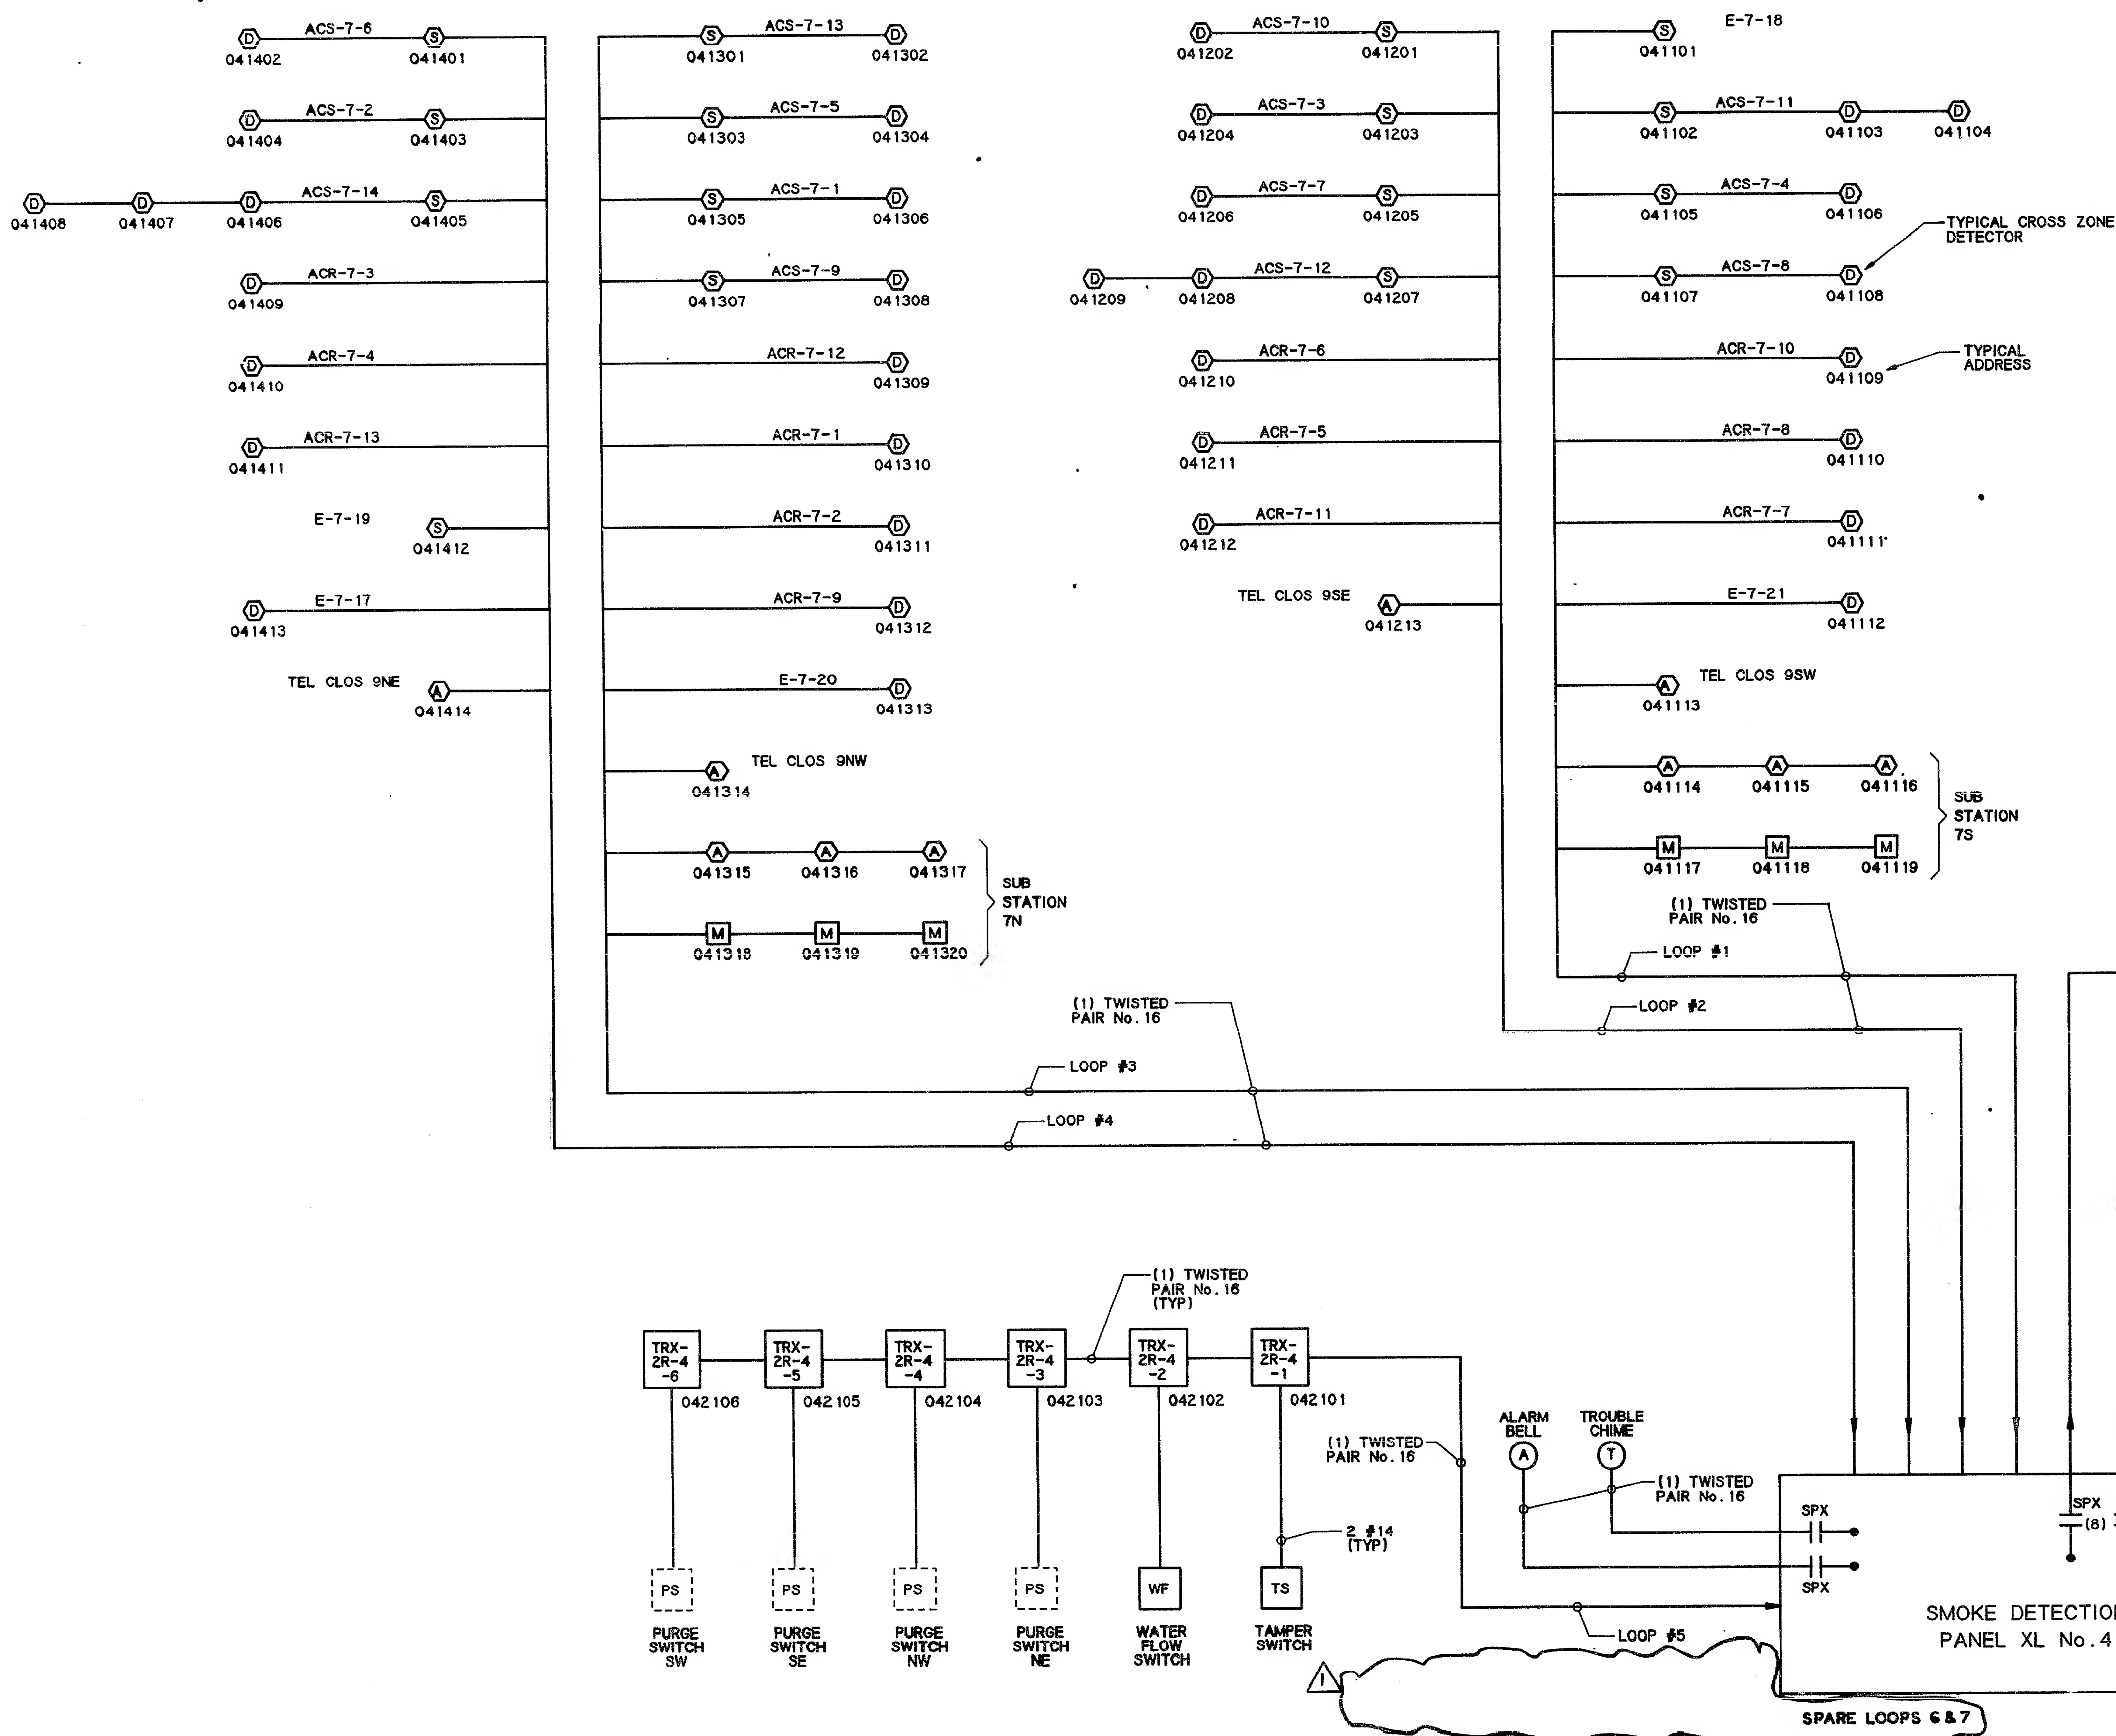 ACS-7-6
D
S
041402
041401
ACS-7-2
D
S
041404
041403
ACS-7-14
D
D
D
S
041408
041407
041406
041405
ACR-7-3
D
041409
ACR-7-4
D
041410
ACR-7-13
D
041411
E-7-19
S
041412
E-7-17
D
041413
TEL CLOS 9NE
A
041414
ACS-7-13
S
D
041301
041302
ACS-7-5
S
D
041303
041304
ACS-7-1
S
D
041305
041306
ACS-7-9
S
D
041307
041308
ACR-7-12
D
041309
ACR-7-1
D
041310
ACR-7-2
D
041311
ACR-7-9
D
041312
E-7-20
D
041313
TEL CLOS 9NW
A
041314
A
A
A
041315
041316
041317
M
M
M
041318
041319
041320
SUB
STATION
7N
ACS-7-10
D
S
041202
041201
ACS-7-3
D
S
041204
041203
ACS-7-7
D
S
041206
041205
ACS-7-12
D
D
S
041209
041208
041207
ACR-7-6
D
041210
ACR-7-5
D
041211
ACR-7-11
D
041212
TEL CLOS 9SE
A
041213
E-7-18
S
041101
ACS-7-11
S
D
D
041102
041103
041104
ACS-7-4
S
D
041105
041106
TYPICAL CROSS ZONE
DETECTOR
ACS-7-8
S
D
041107
041108
ACR-7-10
D
041109
TYPICAL
ADDRESS
ACR-7-8
D
041110
ACR-7-7
D
041111
E-7-21
D
041112
TEL CLOS 9SW
A
041113
A
A
A
041114
041115
041116
M
M
M
041117
041118
041119
SUB
STATION
7S
(1) TWISTED
PAIR No.16
LOOP #1
LOOP #2
(1) TWISTED
PAIR No.16
LOOP #3
LOOP #4
(1) TWISTED
PAIR No.16
(TYP)
TRX-
2R-4
-6
042106
TRX-
2R-4
-5
042105
TRX-
2R-4
-4
042104
TRX-
2R-4
-3
042103
TRX-
2R-4
-2
042102
TRX-
2R-4
-1
042101
PS
PS
PS
PS
WF
TS
PURGE
SWITCH
SW
PURGE
SWITCH
SE
PURGE
SWITCH
NW
PURGE
SWITCH
NE
WATER
FLOW
SWITCH
TAMPER
SWITCH
2 #14
(TYP)
(1) TWISTED
PAIR No.16
ALARM
BELL
A
TROUBLE
CHIME
T
(1) TWISTED
PAIR No.16
SPX
SPX
SPX
(8)
SMOKE DETECTIO
PANEL XL No.4
LOOP #5
1
SPARE LOOPS 6 & 7